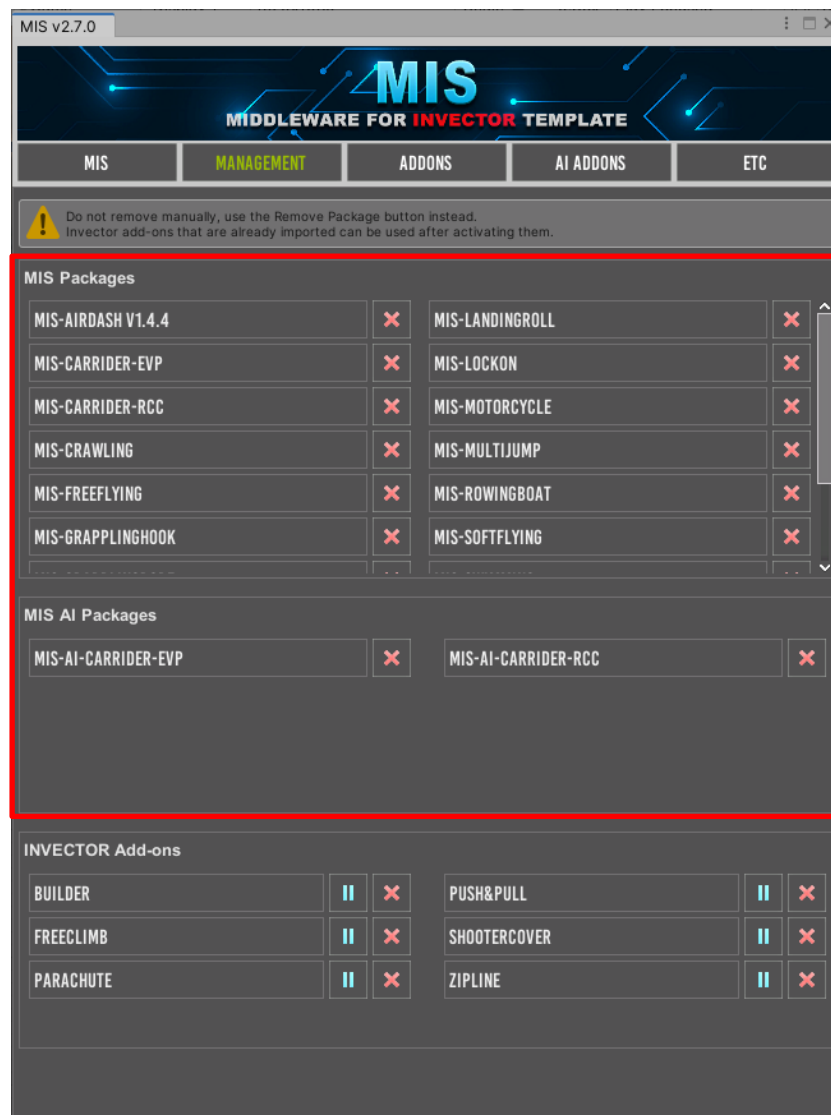 MIS v2.7.0
MIS
MIDDLEWARE FOR INVECTOR TEMPLATE
MIS MANAGEMENT ADDONS AI ADDONS ETC
Do not remove manually, use the Remove Package button instead.
Invector add-ons that are already imported can be used after activating them.
MIS Packages
MIS-AIRDASH V1.4.4 MIS-LANDINGROLL
MIS-CARRIDER-EVP MIS-LOCKON
MIS-CARRIDER-RCC MIS-MOTORCYCLE
MIS-CRAWLING MIS-MULTIJUMP
MIS-FREEFLYING MIS-ROWINGBOAT
MIS-GRAPPLINGHOOK MIS-SOFTFLYING
MIS AI Packages
MIS-AI-CARRIDER-EVP MIS-AI-CARRIDER-RCC
INVECTOR Add-ons
BUILDER PUSH&PULL
FREECLIMB SHOOTERCOVER
PARACHUTE ZIPLINE